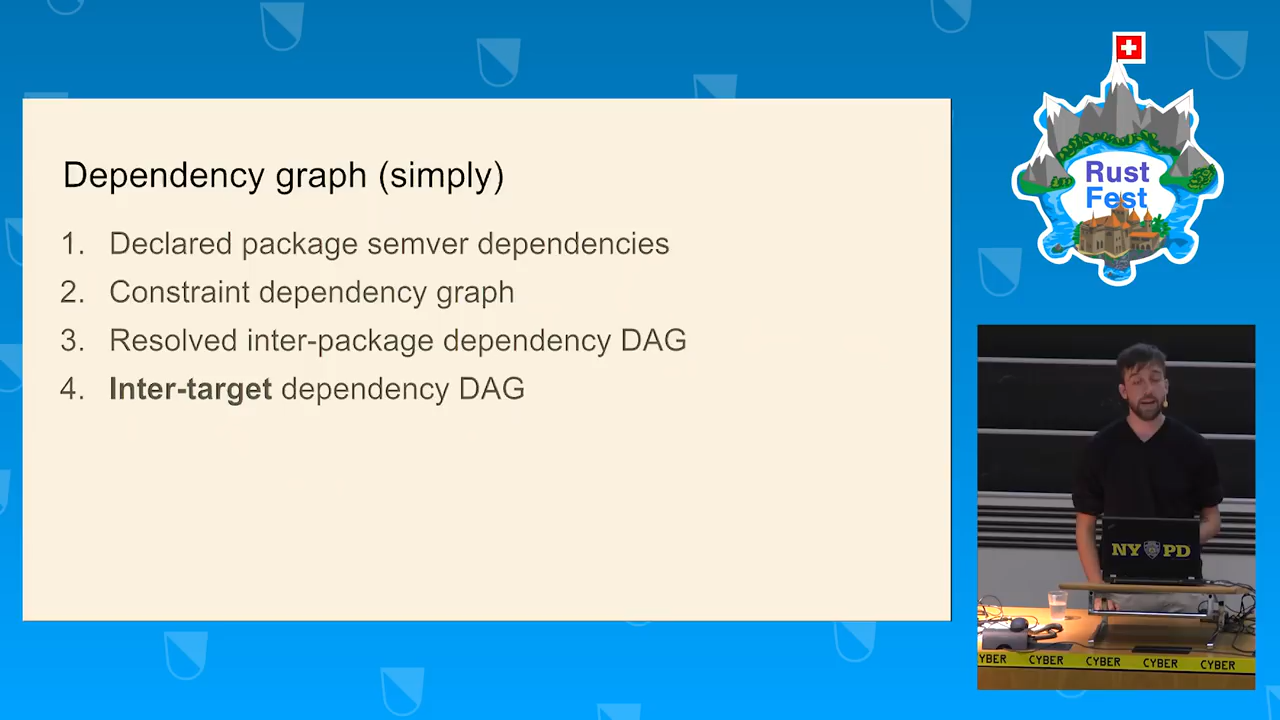 Dependency graph (simply)
1. Declared package semver dependencies
2. Constraint dependency graph
3. Resolved inter-package dependency DAG
4. Inter-target dependency DAG
Rust
Fest
NY PD
CYBER CYBER CYBER CYBER CYBER